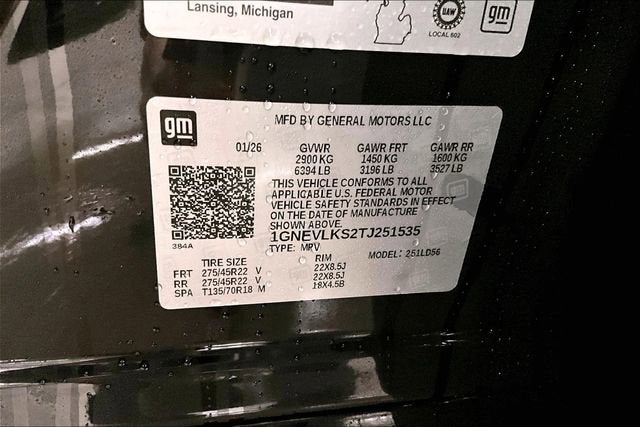 Lansing, Michigan
UAW
LOCAL 602
gm
gm
MFD BY GENERAL MOTORS LLC
01/26 GVWR GAWR FRT GAWR RR
2900 KG 1450 KG 1600 KG
6394 LB 3196 LB 3527 LB
THIS VEHICLE CONFORMS TO ALL
APPLICABLE U.S. FEDERAL MOTOR
VEHICLE SAFETY STANDARDS IN EFFECT
ON THE DATE OF MANUFACTURE
SHOWN ABOVE.
384A
1GNEVLKS2TJ251535
TYPE: MRV MODEL: 251LD56
TIRE SIZE RIM
FRT 275/45R22 V 22X8.5J
RR 275/45R22 V 22X8.5J
SPA T135/70R18 M 18X4.5B